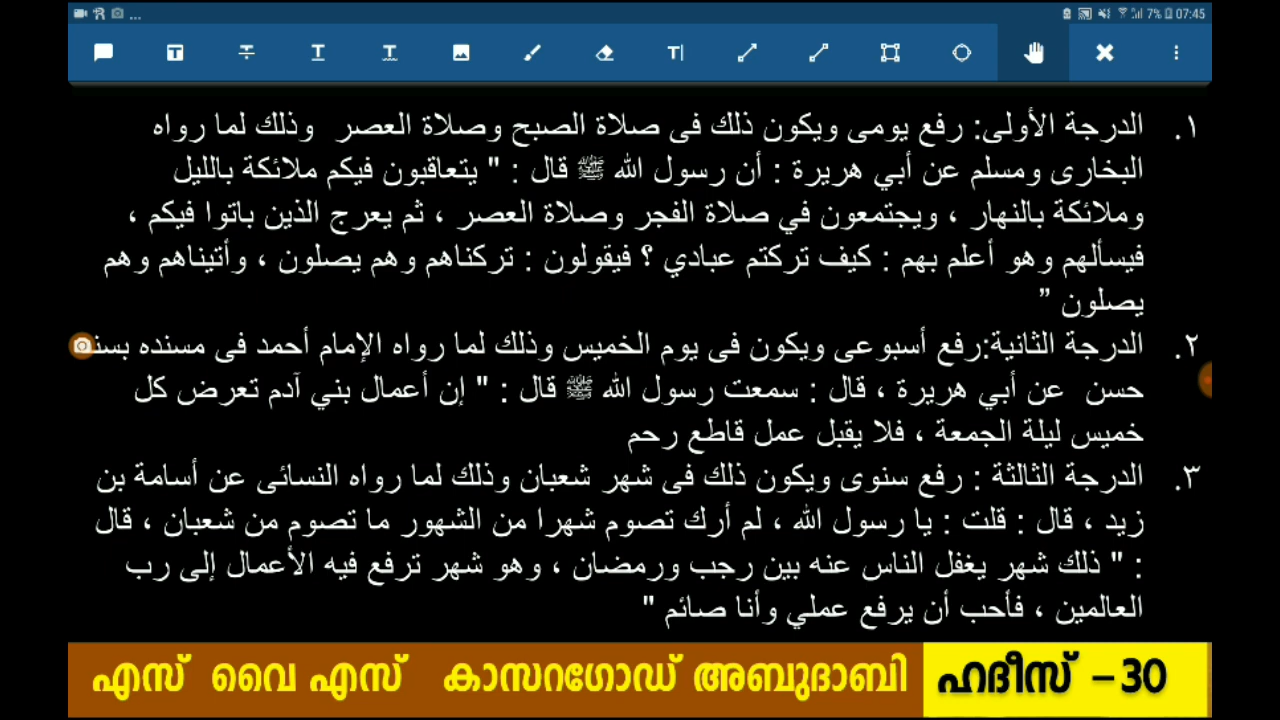 ... 7% 07:45
١. الدرجة الأولى: رفع يومى ويكون ذلك فى صلاة الصبح وصلاة العصر وذلك لما رواه
البخارى ومسلم عن أبي هريرة : أن رسول الله ﷺ قال : " يتعاقبون فيكم ملائكة بالليل
وملائكة بالنهار ، ويجتمعون في صلاة الفجر وصلاة العصر ، ثم يعرج الذين باتوا فيكم ،
فيسألهم وهو أعلم بهم : كيف تركتم عبادي ؟ فيقولون : تركناهم وهم يصلون ، وأتيناهم وهم
يصلون ”
٢. الدرجة الثانية:رفع أسبوعى ويكون فى يوم الخميس وذلك لما رواه الإمام أحمد فى مسنده
حسن عن أبي هريرة ، قال : سمعت رسول الله ﷺ قال : " إن أعمال بني آدم تعرض كل
خميس ليلة الجمعة ، فلا يقبل عمل قاطع رحم
٣. الدرجة الثالثة : رفع سنوى ويكون ذلك فى شهر شعبان وذلك لما رواه النسائى عن أسامة بن
زيد ، قال : قلت : يا رسول الله ، لم أرك تصوم شهرا من الشهور ما تصوم من شعبان ، قال
: " ذلك شهر يغفل الناس عنه بين رجب ورمضان ، وهو شهر ترفع فيه الأعمال إلى رب
العالمين ، فأحب أن يرفع عملي وأنا صائم "
എസ് വൈ എസ് കാസറഗോഡ് അബുദാബി ഹദീസ് – 30